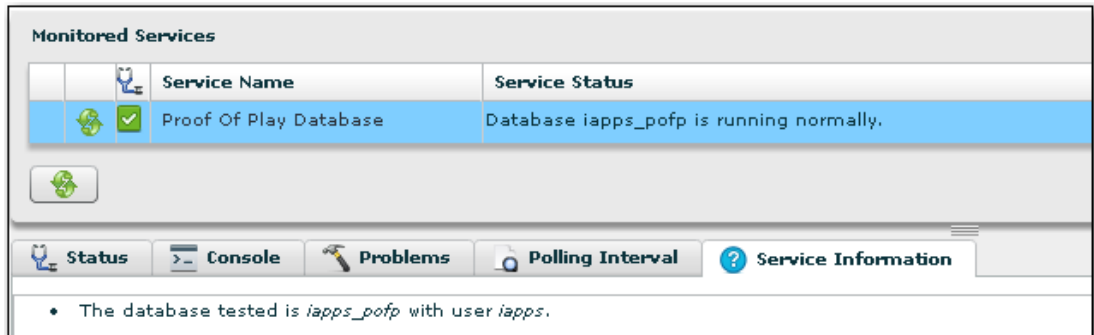 Monitored Services
Service Name Service Status
Proof Of Play Database Database iapps_pofp is running normally.
Status Console Problems Polling Interval Service Information
• The database tested is iapps_pofp with user iapps.